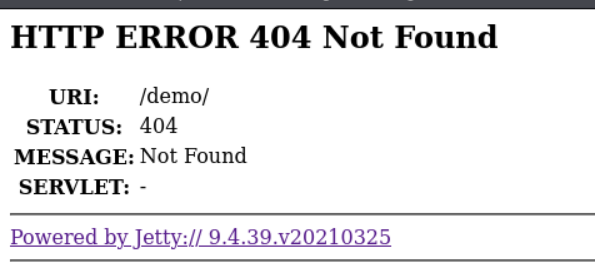 HTTP ERROR 404 Not Found
URI: /demo/
STATUS: 404
MESSAGE: Not Found
SERVLET: -
Powered by Jetty:// 9.4.39.v20210325